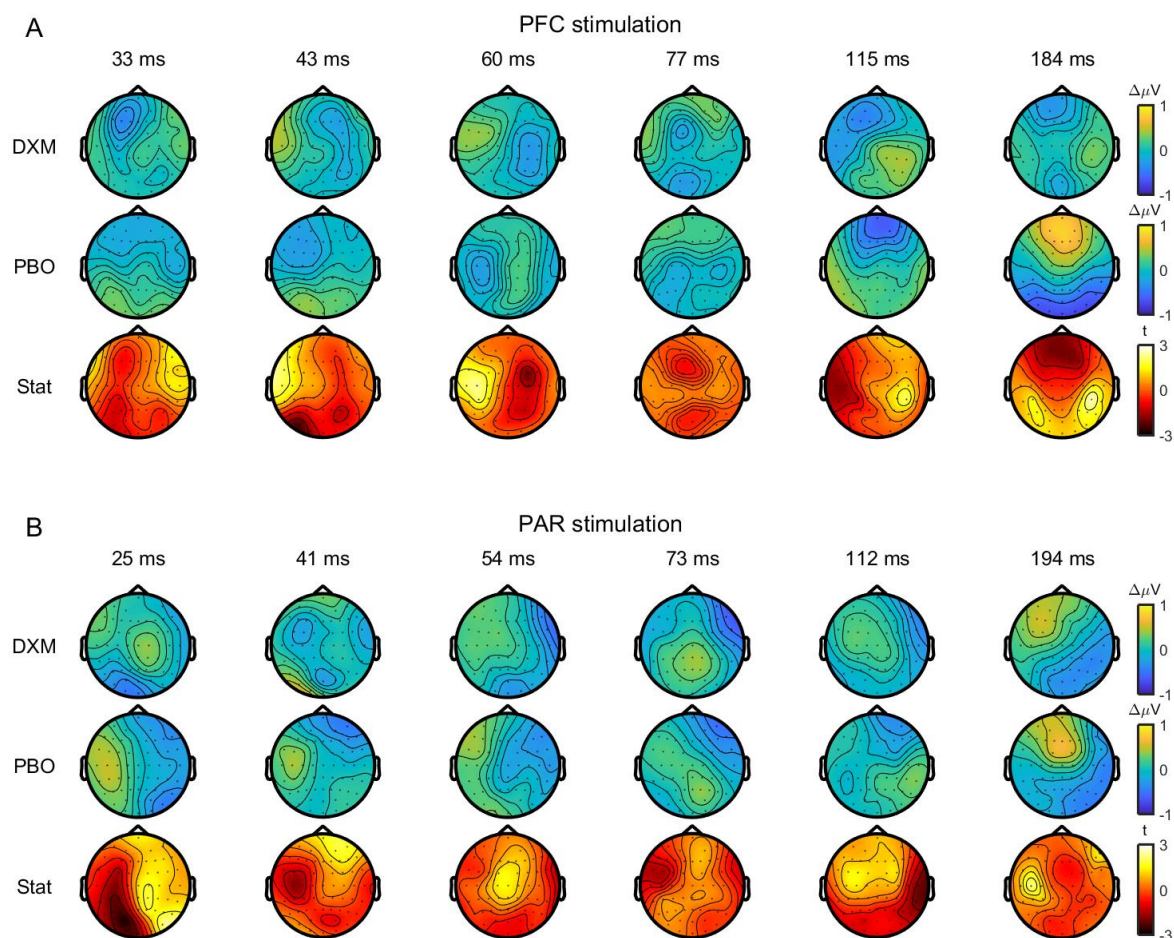 A
PFC stimulation
33 ms 43 ms 60 ms 77 ms 115 ms 184 ms
DXM
ΔμV
1
0
-1
PBO
ΔμV
1
0
-1
Stat
t
3
0
-3
B
PAR stimulation
25 ms 41 ms 54 ms 73 ms 112 ms 194 ms
DXM
ΔμV
1
0
-1
PBO
ΔμV
1
0
-1
Stat
t
3
0
-3